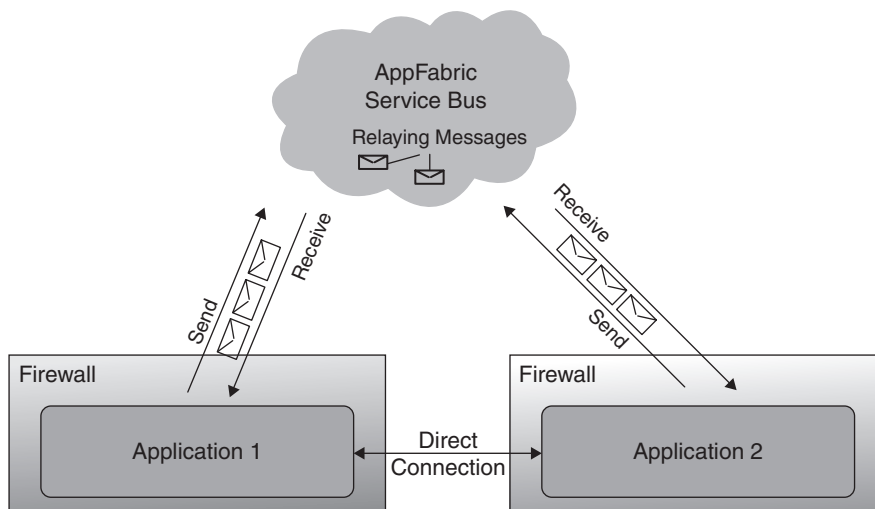 AppFabric
Service Bus
Relaying Messages
Send
Receive
Receive
Send
Firewall
Application 1
Direct
Connection
Firewall
Application 2